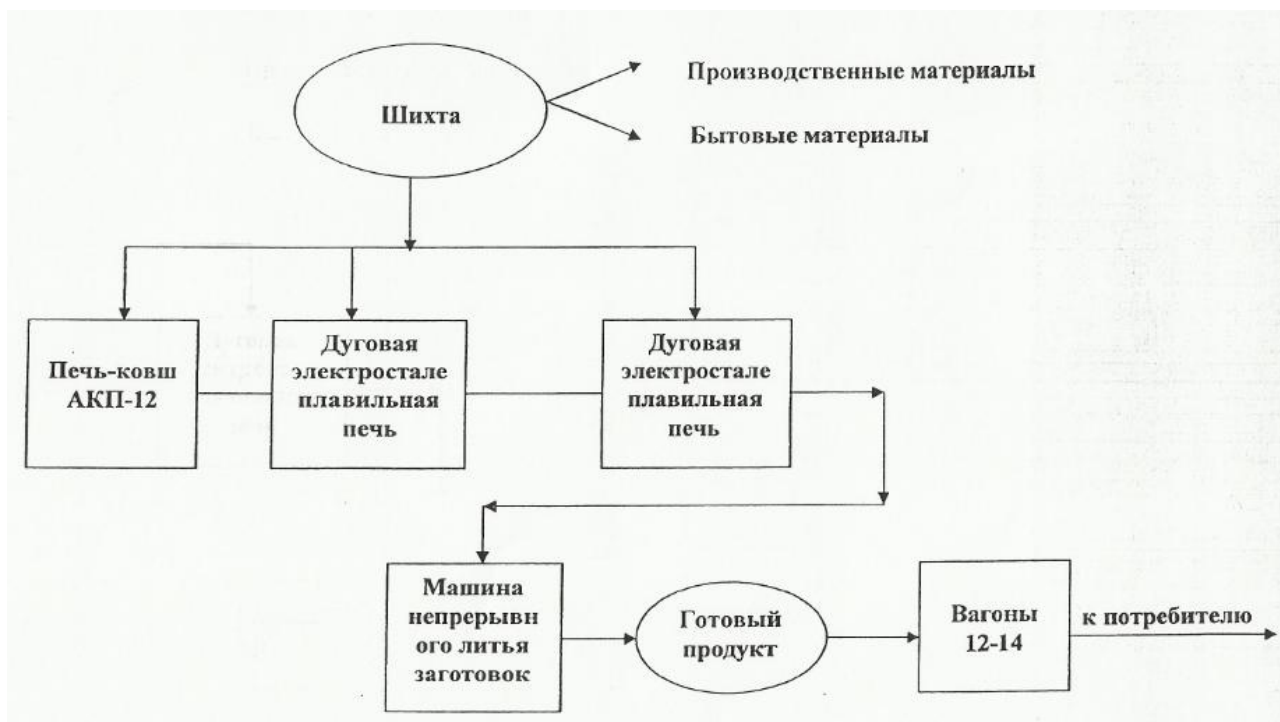 Шихта
Производственные материалы
Бытовые материалы
Печь-ковш
АКП-12
Дуговая
электростале
плавильная
печь
Дуговая
электростале
плавильная
печь
Машина
непрерывн
ого литья
заготовок
Готовый
продукт
Вагоны
12-14
к потребителю